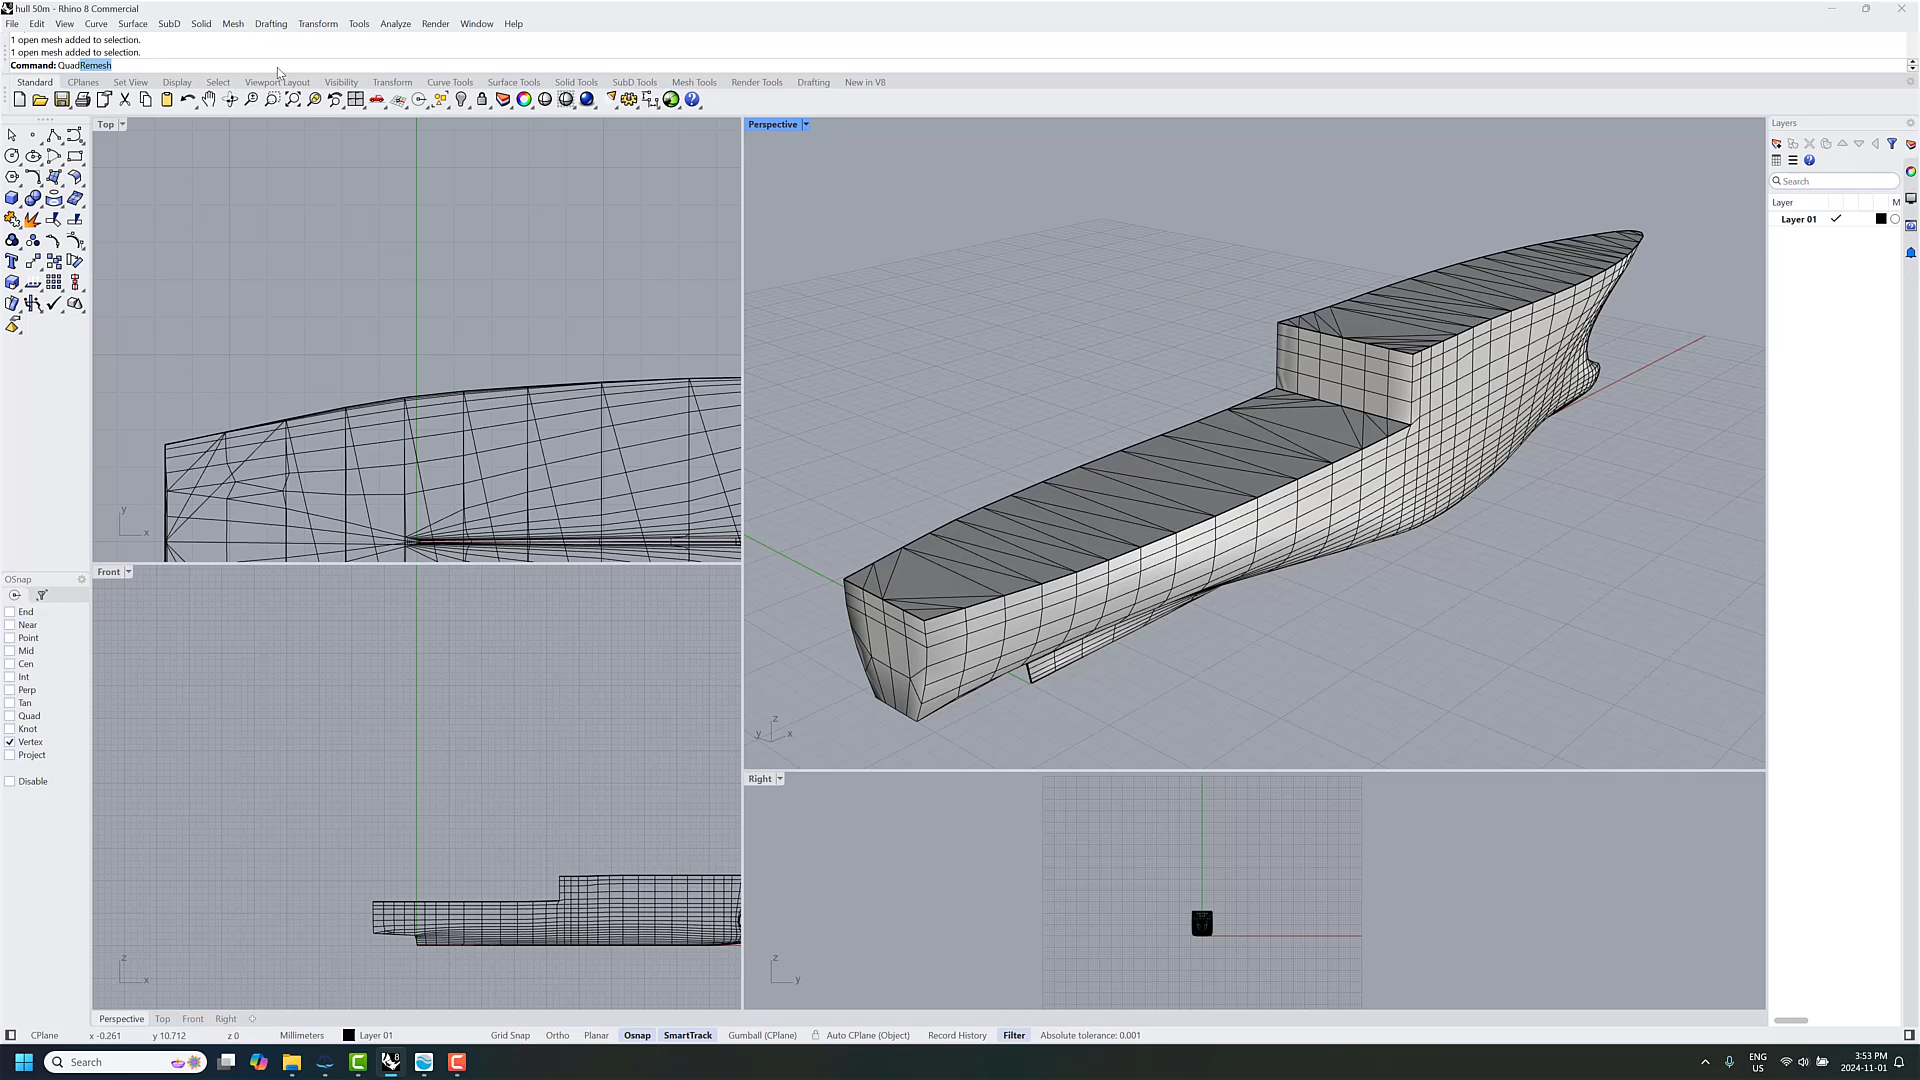 hull 50m - Rhino 8 Commercial
File Edit View Curve Surface SubD Solid Mesh Drafting Transform Tools Analyze Render Window Help
1 open mesh added to selection.
1 open mesh added to selection.
Command: QuadRemesh
Standard CPlanes Set View Display Select Viewport Layout Visibility Transform Curve Tools Surface Tools Solid Tools SubD Tools Mesh Tools Render Tools Drafting New in V8
Top
Perspective
Layers
Search
Layer M
Layer 01
y
x
Front
OSnap
End
Near
Point
Mid
Cen
Int
Perp
Tan
Quad
Knot
Vertex
Project
Disable
z
y x
Right
z
x
z
y
Perspective Top Front Right
CPlane x -0.261 y 10.712 z 0 Millimeters Layer 01 Grid Snap Ortho Planar Osnap SmartTrack Gumball (CPlane) Auto CPlane (Object) Record History Filter Absolute tolerance: 0.001
Search
8
ENG
US
3:53 PM
2024-11-01